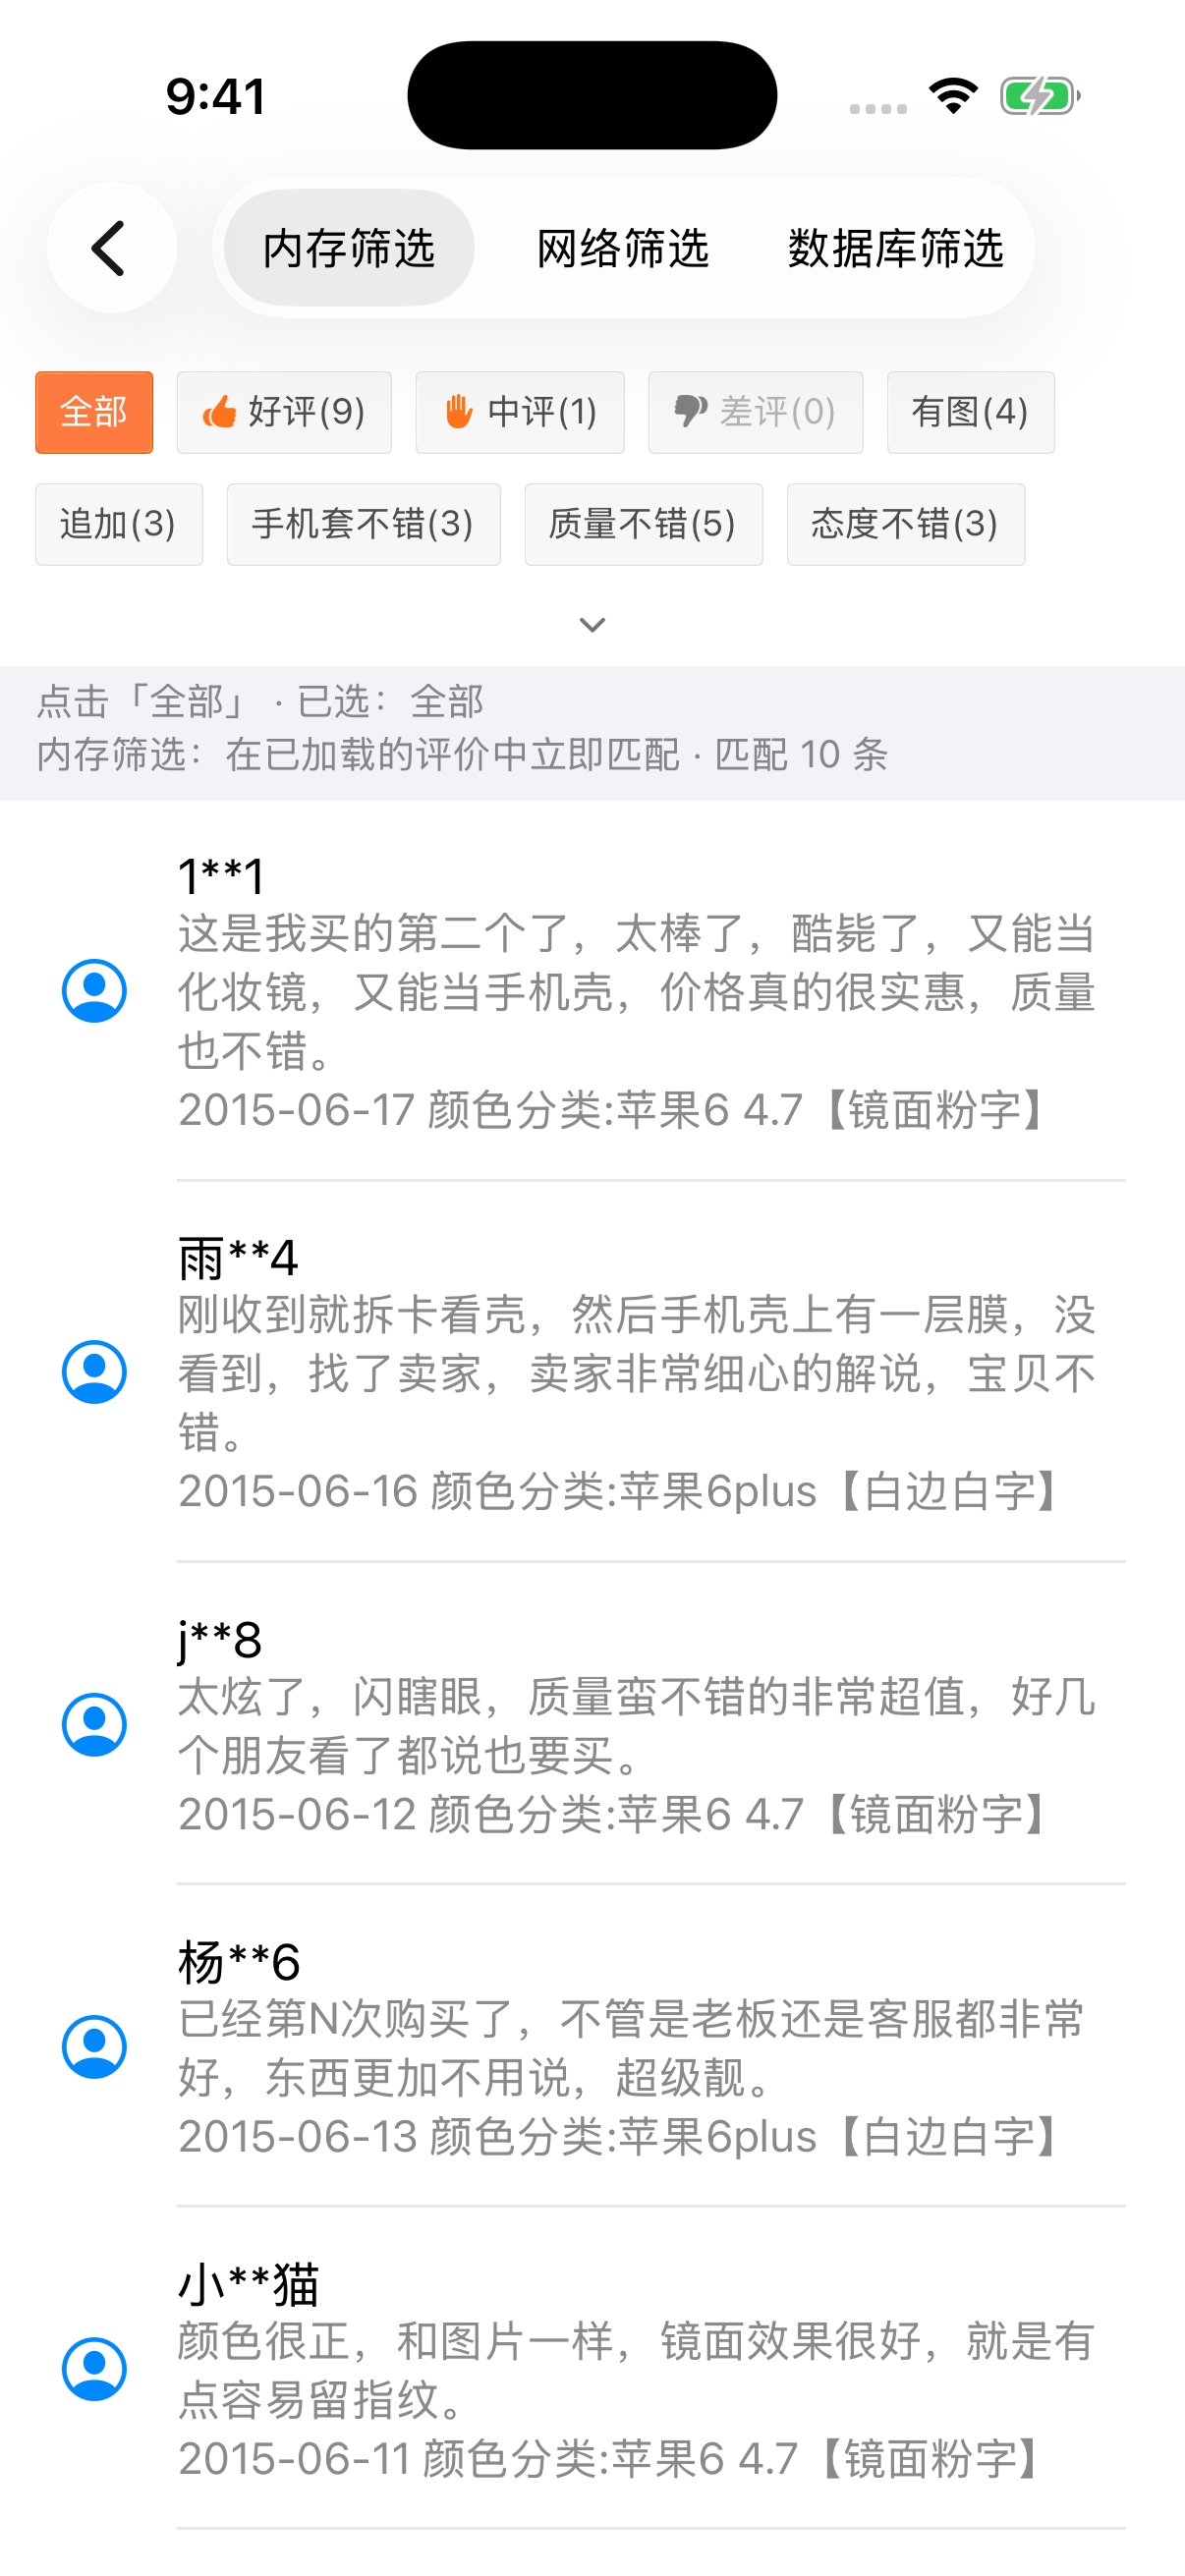 9:41
内存筛选 网络筛选 数据库筛选
全部 好评(9) 中评(1) 差评(0) 有图(4)
追加(3) 手机套不错(3) 质量不错(5) 态度不错(3)
点击「全部」 · 已选：全部
内存筛选：在已加载的评价中立即匹配 · 匹配 10 条
1**1
这是我买的第二个了，太棒了，酷毙了，又能当
化妆镜，又能当手机壳，价格真的很实惠，质量
也不错。
2015-06-17 颜色分类:苹果6 4.7【镜面粉字】
雨**4
刚收到就拆卡看壳，然后手机壳上有一层膜，没
看到，找了卖家，卖家非常细心的解说，宝贝不
错。
2015-06-16 颜色分类:苹果6plus【白边白字】
j**8
太炫了，闪瞎眼，质量蛮不错的非常超值，好几
个朋友看了都说也要买。
2015-06-12 颜色分类:苹果6 4.7【镜面粉字】
杨**6
已经第N次购买了，不管是老板还是客服都非常
好，东西更加不用说，超级靓。
2015-06-13 颜色分类:苹果6plus【白边白字】
小**猫
颜色很正，和图片一样，镜面效果很好，就是有
点容易留指纹。
2015-06-11 颜色分类:苹果6 4.7【镜面粉字】